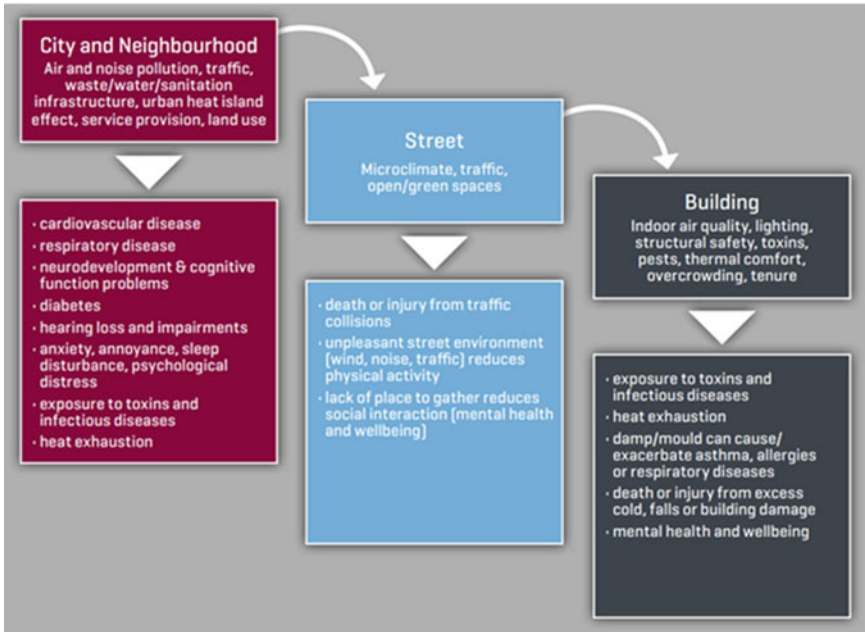 City and Neighbourhood
Air and noise pollution, traffic,
waste/water/sanitation
infrastructure, urban heat island
effect, service provision, land use
· cardiovascular disease
· respiratory disease
· neurodevelopment & cognitive
function problems
· diabetes
· hearing loss and impairments
· anxiety, annoyance, sleep
disturbance, psychological
distress
· exposure to toxins and
infectious diseases
· heat exhaustion
Street
Microclimate, traffic,
open/green spaces
· death or injury from traffic
collisions
· unpleasant street environment
(wind, noise, traffic) reduces
physical activity
· lack of place to gather reduces
social interaction (mental health
and wellbeing)
Building
Indoor air quality, lighting,
structural safety, toxins,
pests, thermal comfort,
overcrowding, tenure
· exposure to toxins and
infectious diseases
· heat exhaustion
· damp/mould can cause/
exacerbate asthma, allergies
or respiratory diseases
· death or injury from excess
cold, falls or building damage
· mental health and wellbeing